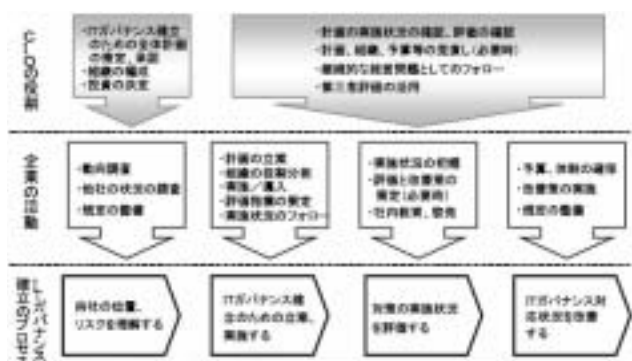 CIOの役割
・ITガバナンス確立
のための全体計画
の策定、承認
・組織の編成
・投資の決定
・計画の実施状況の確認、評価の確認
・計画、組織、予算等の見直し(必要時)
・継続的な経営問題としてのフォロー
・第三者評価の活用
企業の活動
・動向調査
・他社の状況の調査
・規定の整備
・計画の立案
・組織の役割分担
・実施／導入
・評価指標の策定
・実施状況のフォロー
・実施状況の把握
・評価と改善策の
策定(必要時)
・社内教育、啓発
・予算、体制の確保
・改善策の実施
・規定の整備
ITガバナンス
確立のプロセス
自社の位置、
リスクを理解する
ITガバナンス確
立のための立案、
実施する
対策の実施状況
を評価する
ITガバナンス対
応状況を改善
する